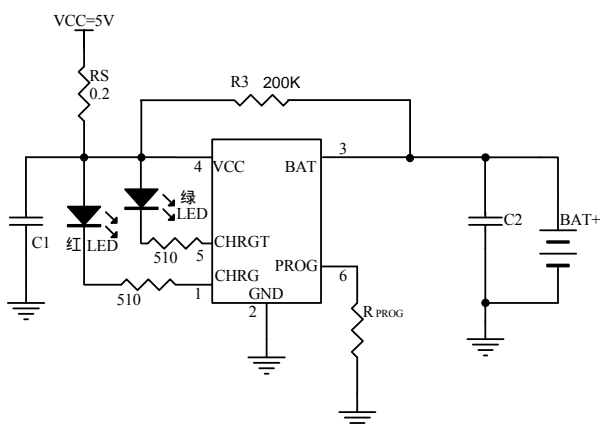 VCC=5V
RS
0.2
R3 200K
4
VCC
BAT
3
绿
LED
C1
红 LED
510
5
CHRGT
C2
BAT+
PROG
6
CHRG
510
1
GND
2
R PROG